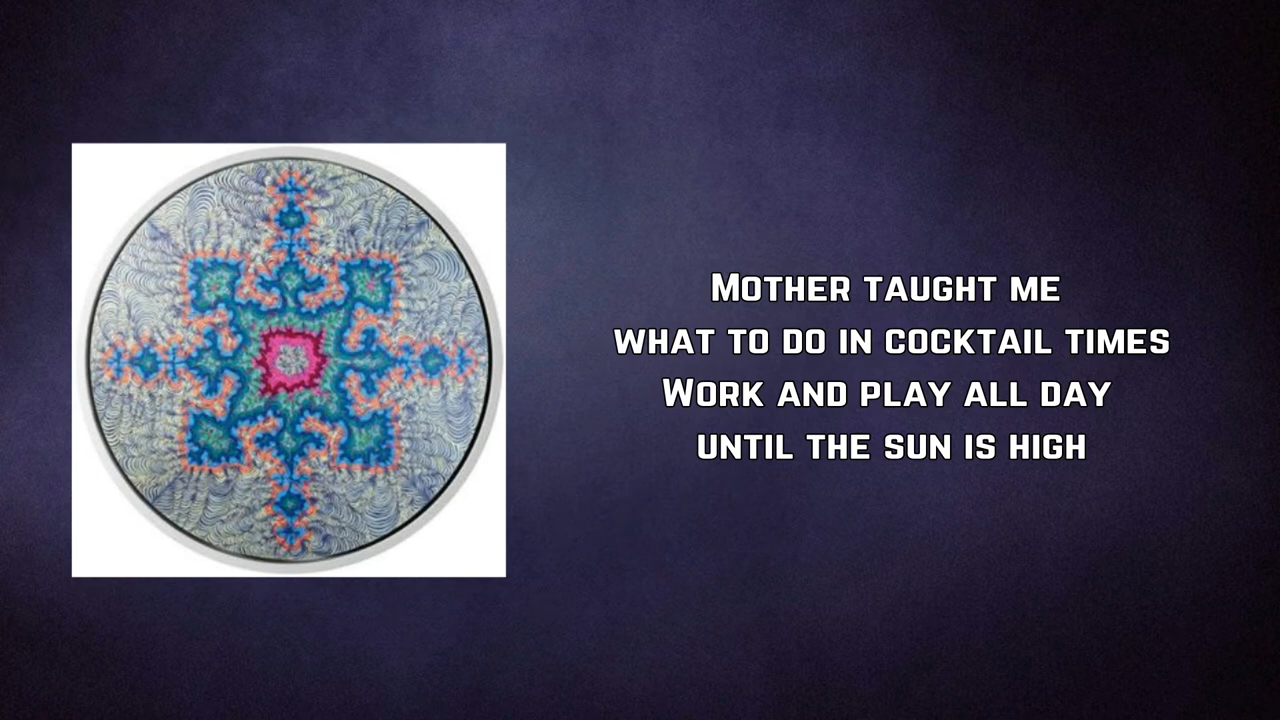 Mother taught me
what to do in cocktail times
Work and play all day
until the sun is high